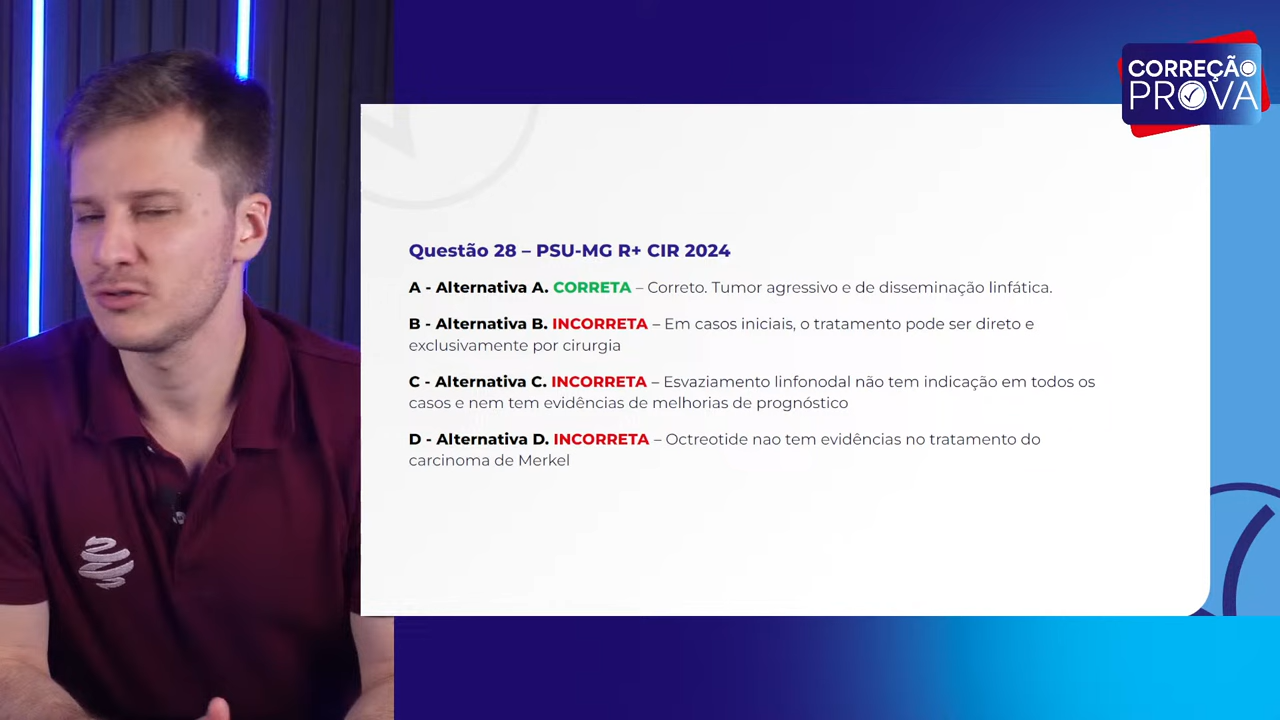 CORREÇÃO
PROVA
Questão 28 – PSU-MG R+ CIR 2024
A - Alternativa A. CORRETA – Correto. Tumor agressivo e de disseminação linfática.
B - Alternativa B. INCORRETA – Em casos iniciais, o tratamento pode ser direto e
exclusivamente por cirurgia
C - Alternativa C. INCORRETA – Esvaziamento linfonodal não tem indicação em todos os
casos e nem tem evidências de melhorias de prognóstico
D - Alternativa D. INCORRETA – Octreotide nao tem evidências no tratamento do
carcinoma de Merkel